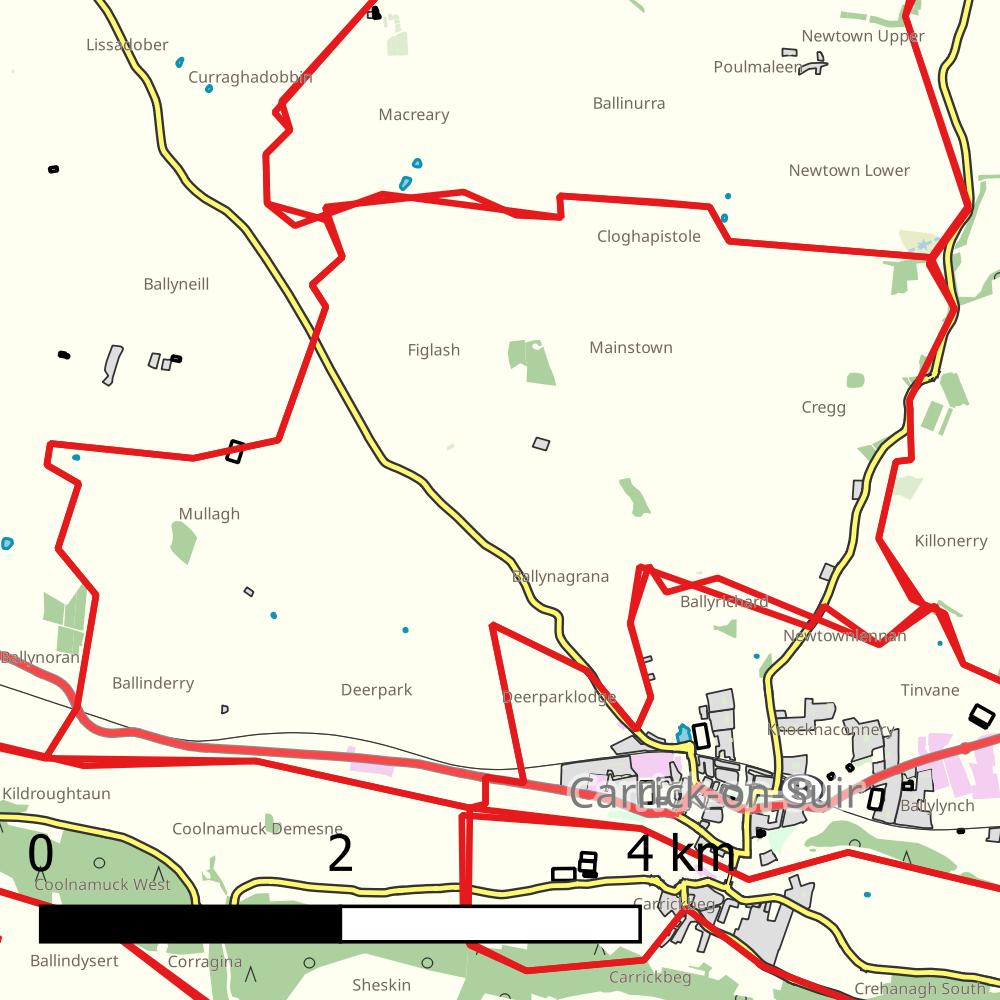 Newtown Upper
Lissadober
Poulmaleen
Curraghadobbin
Ballinurra
Macreary
Newtown Lower
Cloghapistole
Ballyneill
Mainstown
Figlash
Cregg
Mullagh
Killonerry
Ballynagrana
Ballyrichard
Newtownlennan
Ballynoran
Ballinderry
Deerpark
Tinvane
Deerparklodge
Knocknaconnery
Kildroughtaun
Carrick-on-Suir
Ballylynch
Coolnamuck Demesne
0 2 4 km
Coolnamuck West
Carrickbeg
Ballindysert
Corragina
Carrickbeg
Sheskin
Crehanagh South